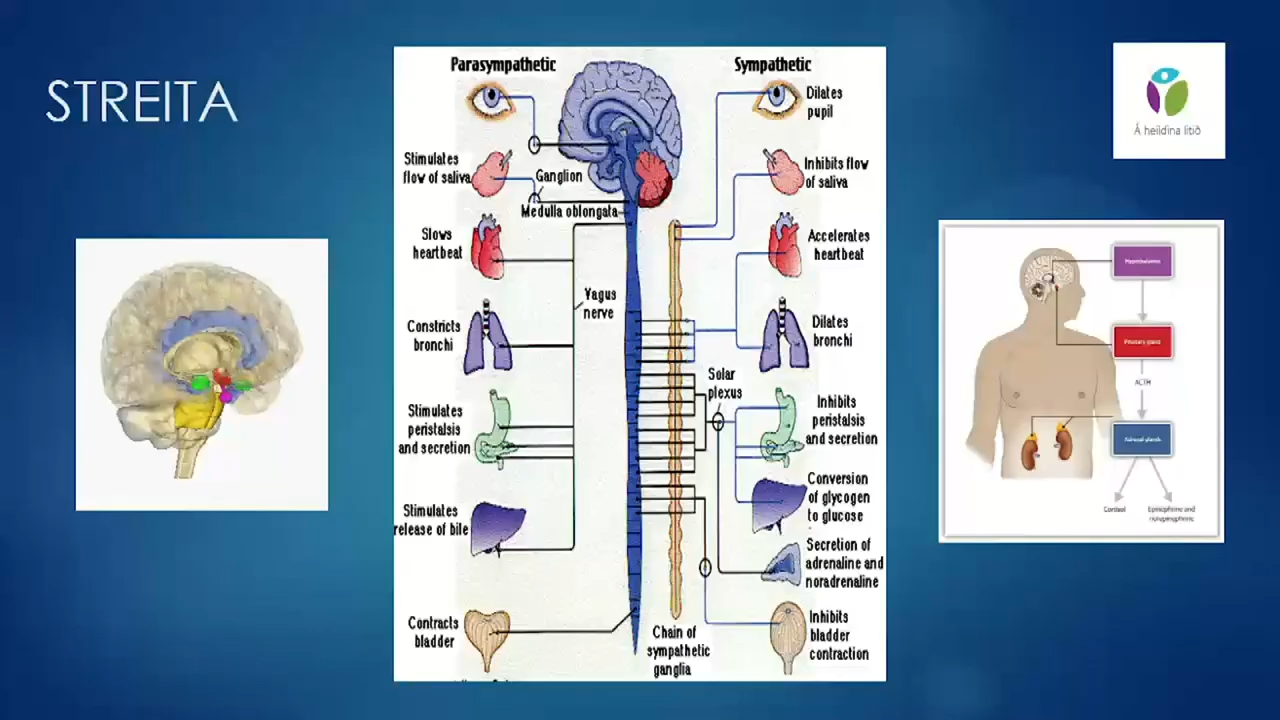 STREITA
Á heildina litið
Parasympathetic
Sympathetic
Stimulates
flow of saliva
Slows
heartbeat
Constricts
bronchi
Stimulates
peristalsis
and secretion
Stimulates
release of bile
Contracts
bladder
Ganglion
Medulla oblongata
Vagus
nerve
Solar
plexus
Chain of
sympathetic
ganglia
Dilates
pupil
Inhibits flow
of saliva
Accelerates
heartbeat
Dilates
bronchi
Inhibits
peristalsis
and secretion
Conversion
of glycogen
to glucose
Secretion of
adrenaline and
noradrenaline
Inhibits
bladder
contraction
Hypothalamus
Pituitary gland
ACTH
Adrenal glands
Cortisol
Epinephrine and
norepinephrine